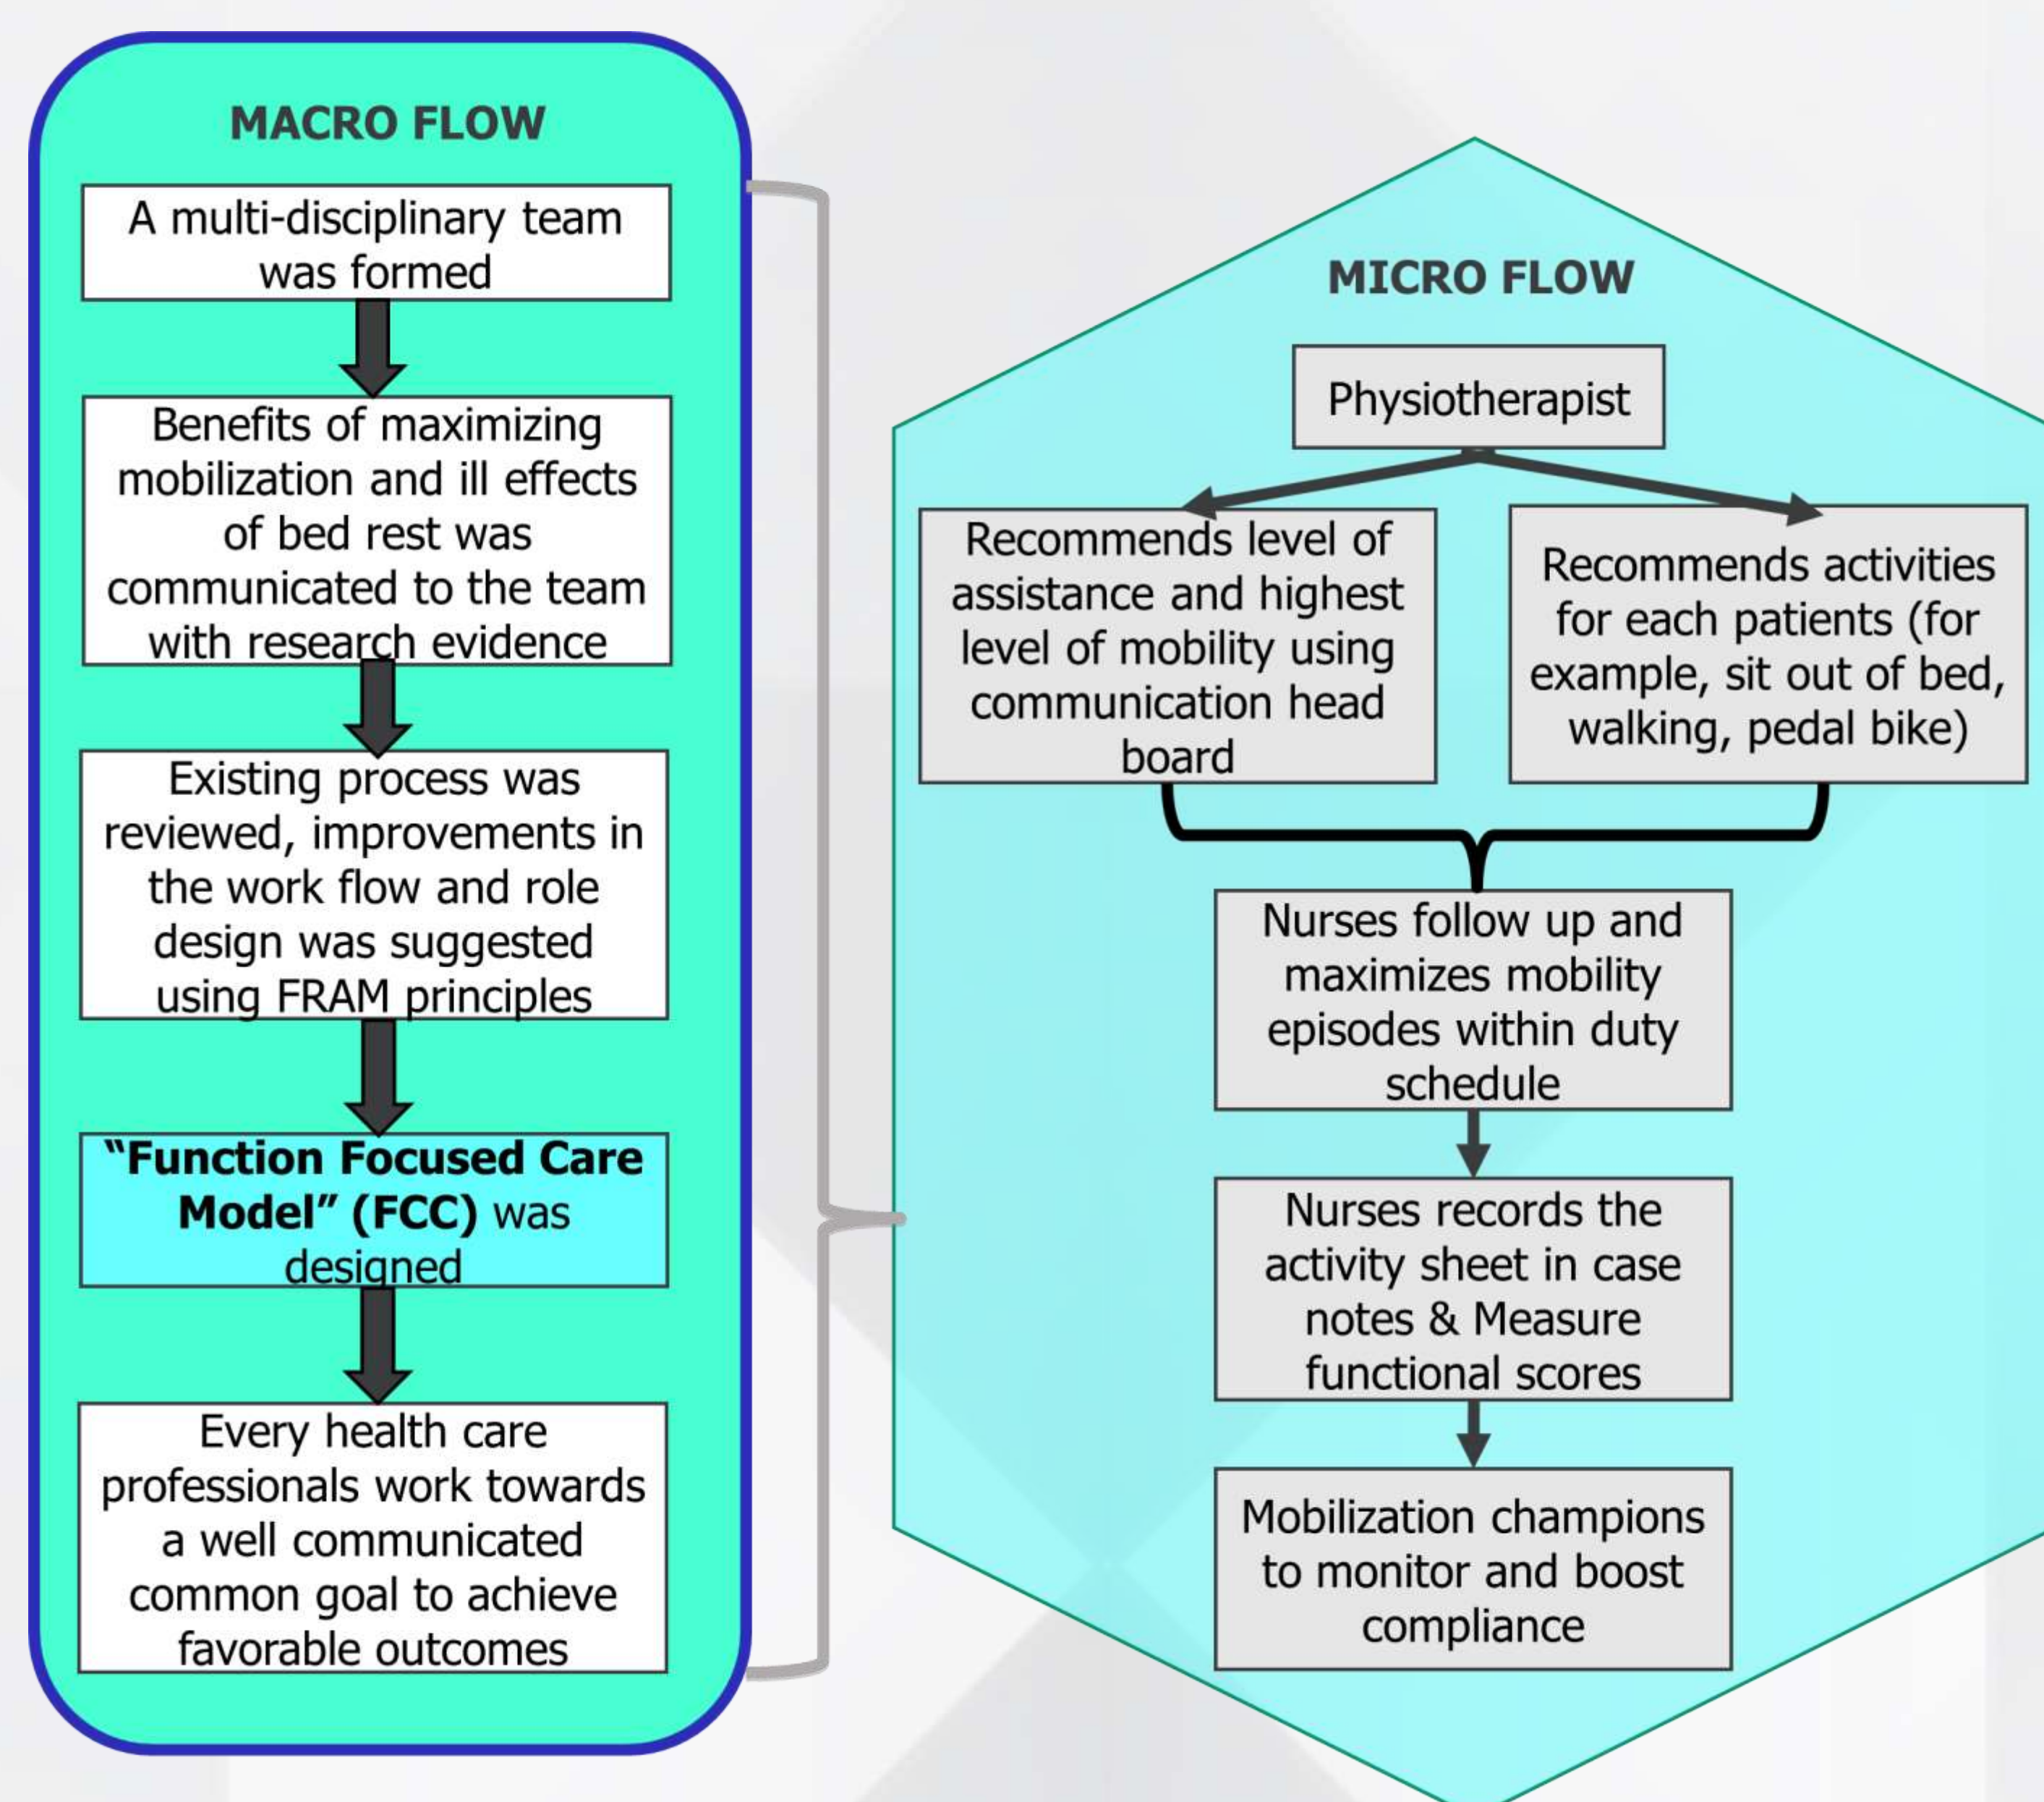 MACRO FLOW
A multi-disciplinary team
was formed
Benefits of maximizing
mobilization and ill effects
of bed rest was
communicated to the team
with research evidence
Existing process was
reviewed, improvements in
the work flow and role
design was suggested
using FRAM principles
“Function Focused Care
Model” (FCC) was
designed
Every health care
professionals work towards
a well communicated
common goal to achieve
favorable outcomes
MICRO FLOW
Physiotherapist
Recommends level of
assistance and highest
level of mobility using
communication head
board
Recommends activities
for each patients (for
example, sit out of bed,
walking, pedal bike)
Nurses follow up and
maximizes mobility
episodes within duty
schedule
Nurses records the
activity sheet in case
notes & Measure
functional scores
Mobilization champions
to monitor and boost
compliance